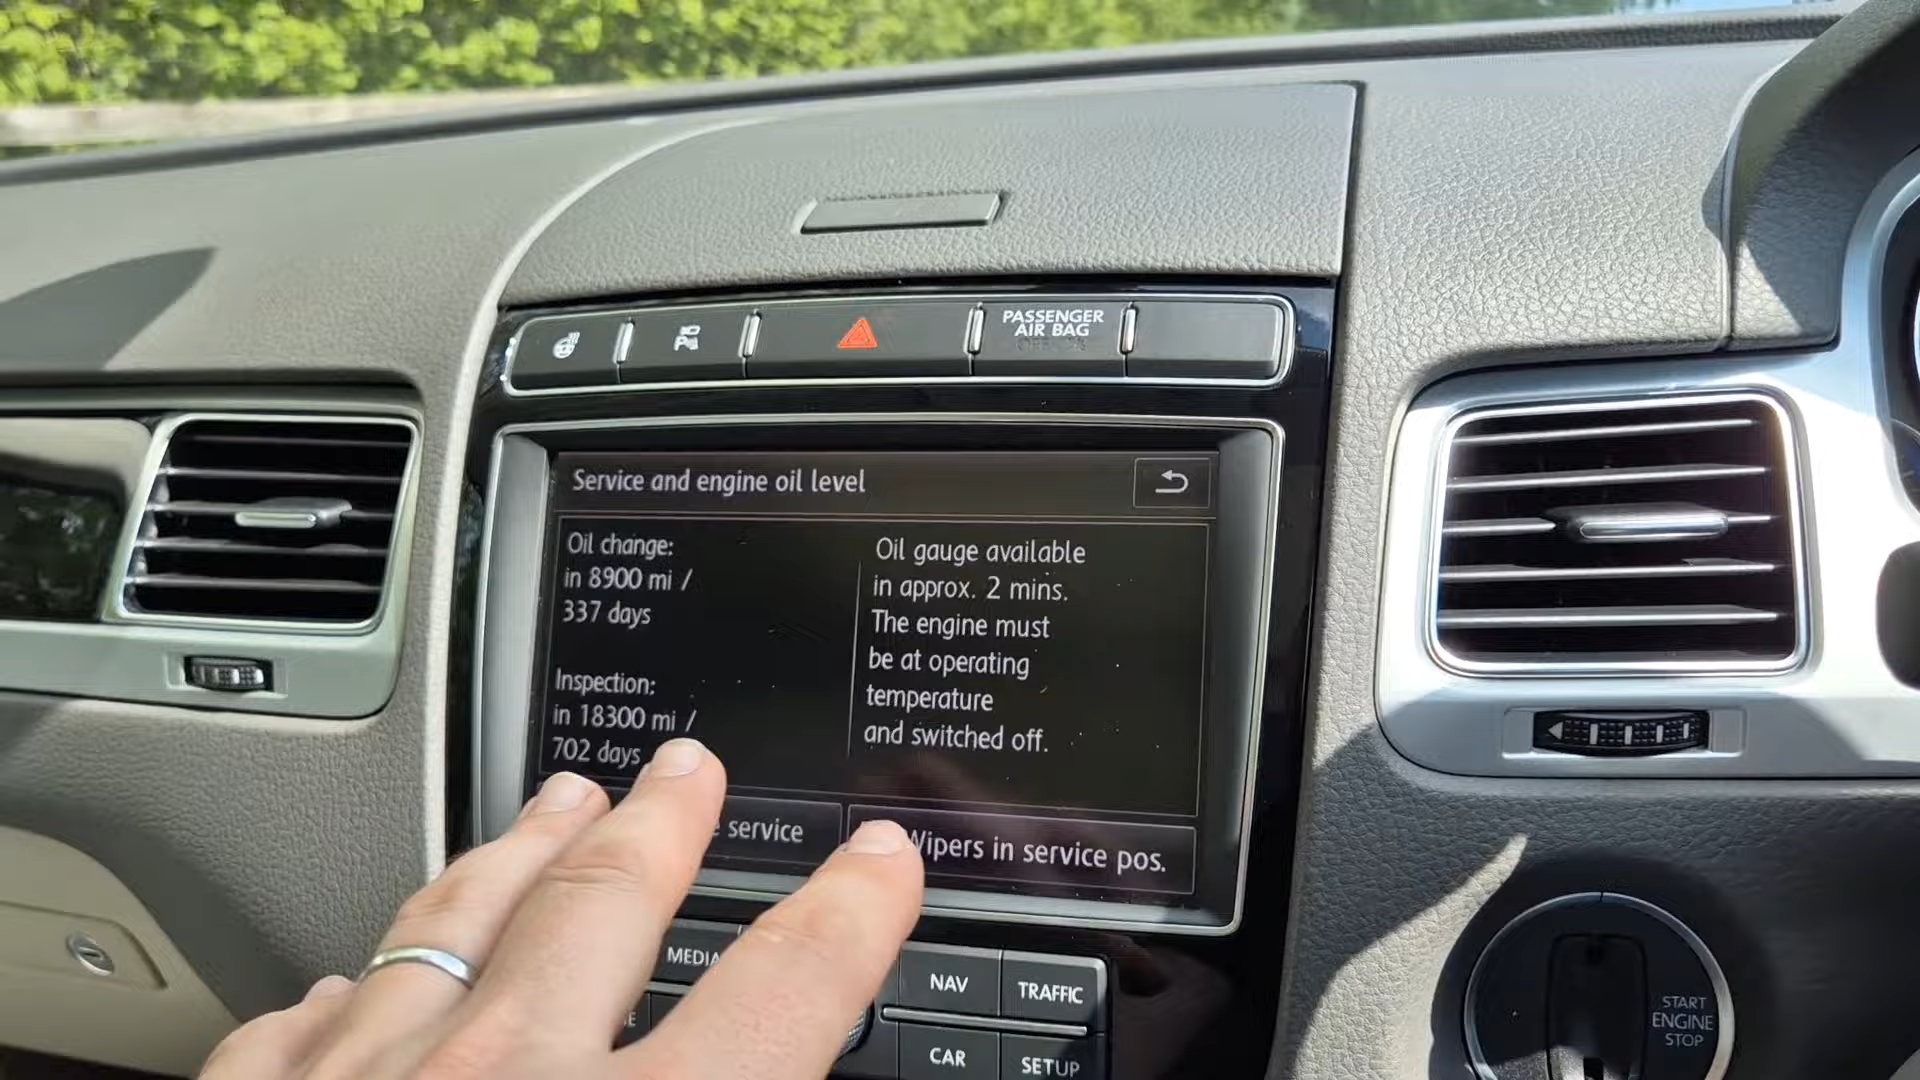 PASSENGER
AIR BAG
Service and engine oil level
Oil change:
in 8900 mi /
337 days
Inspection:
in 18300 mi /
702 days
Oil gauge available
in approx. 2 mins.
The engine must
be at operating
temperature
and switched off.
service
Wipers in service pos.
MEDIA
NAV
TRAFFIC
CAR
SETUP
START
ENGINE
STOP